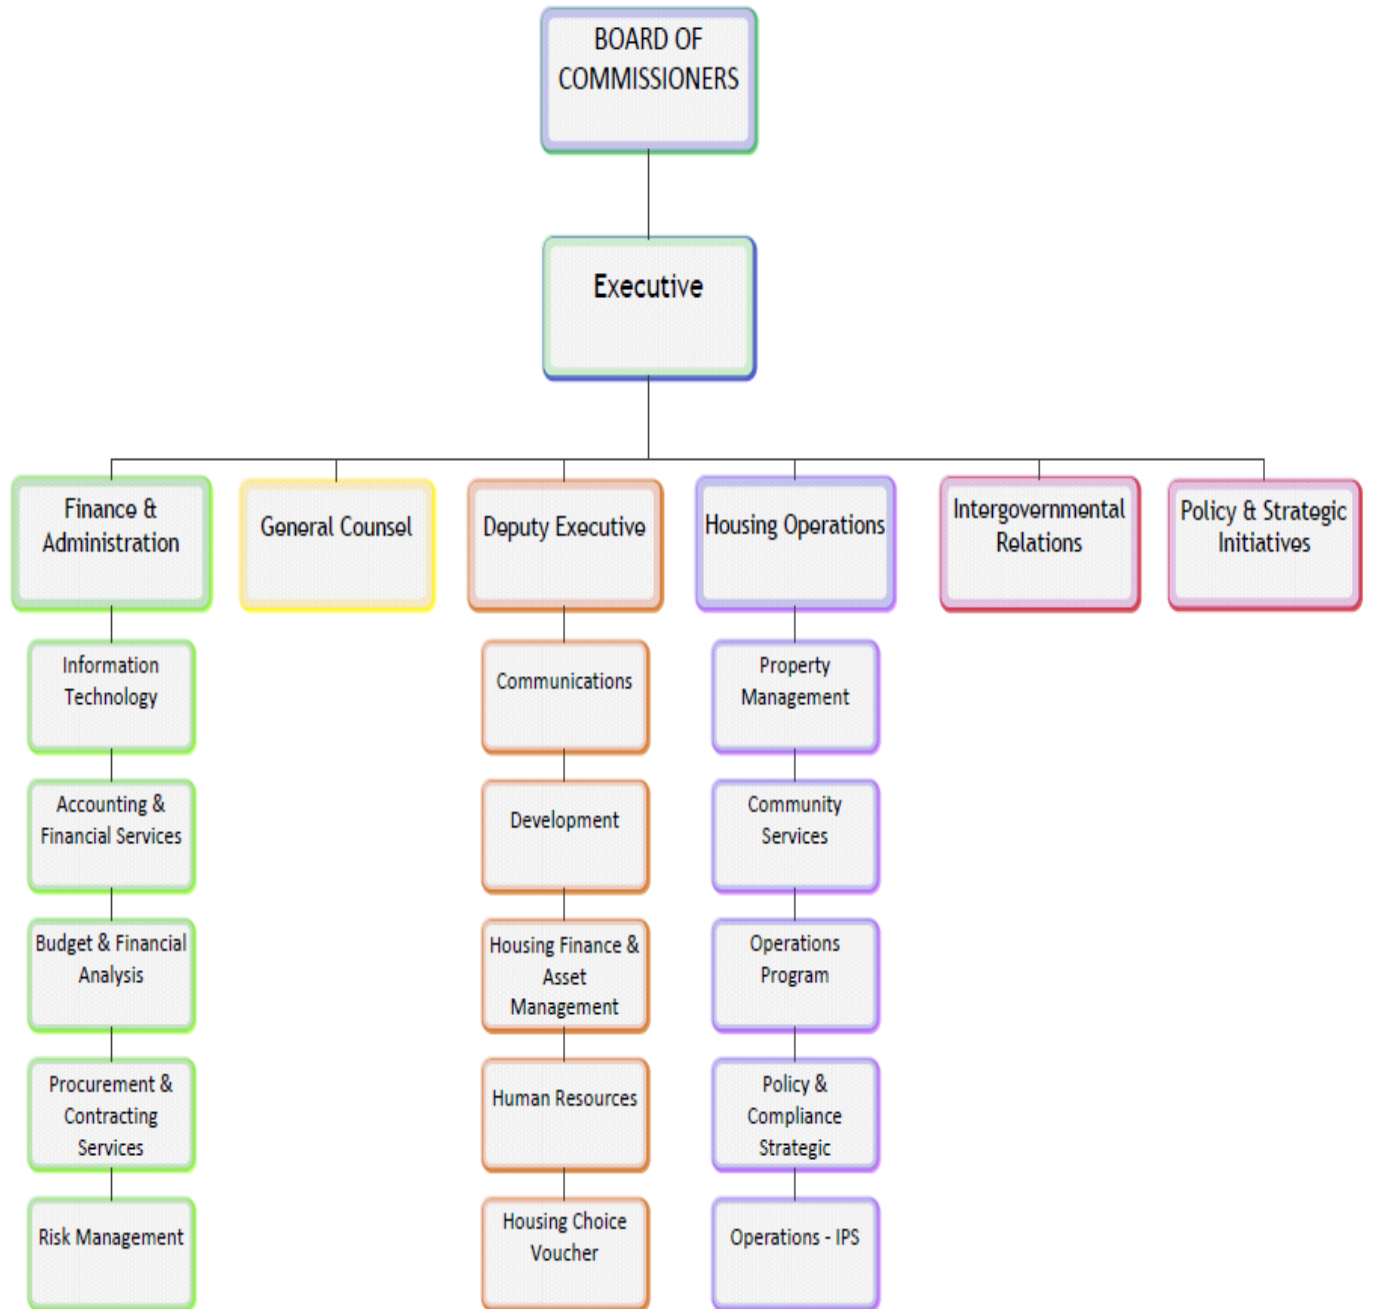 BOARD OF
COMMISSIONERS
Executive
Finance &
Administration
General Counsel
Deputy Executive
Housing Operations
Intergovernmental
Relations
Policy & Strategic
Initiatives
Information
Technology
Communications
Property
Management
Accounting &
Financial Services
Development
Community
Services
Budget & Financial
Analysis
Housing Finance &
Asset
Management
Operations
Program
Procurement &
Contracting
Services
Human Resources
Policy &
Compliance
Strategic
Risk Management
Housing Choice
Voucher
Operations - IPS